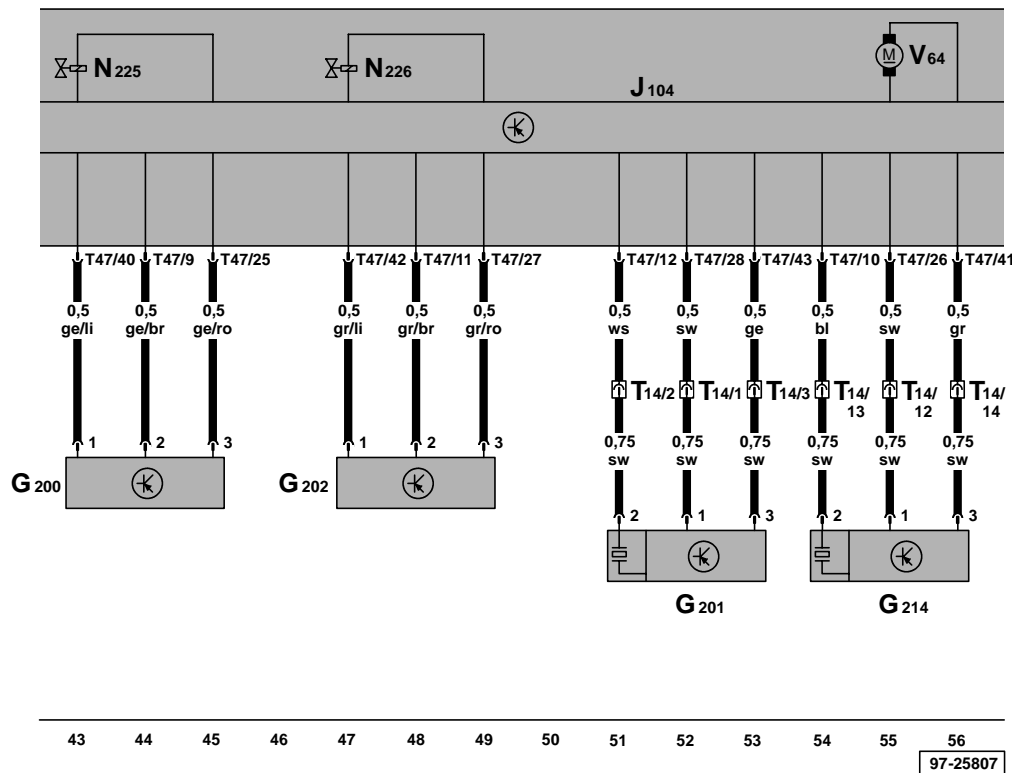 N225 N226 V64
M
J104
T47/40 T47/9 T47/25 T47/42 T47/11 T47/27 T47/12 T47/28 T47/43 T47/10 T47/26 T47/41
0,5 0,5 0,5 0,5 0,5 0,5 0,5 0,5 0,5 0,5 0,5 0,5
ge/li ge/br ge/ro gr/li gr/br gr/ro ws sw ge bl sw gr
T14/2 T14/1 T14/3 T14/13 T14/12 T14/14
0,75 0,75 0,75 0,75 0,75 0,75
sw sw sw sw sw sw
1 2 3 1 2 3
G200 G202
2 1 3 2 1 3
G201 G214
43 44 45 46 47 48 49 50 51 52 53 54 55 56
97-25807